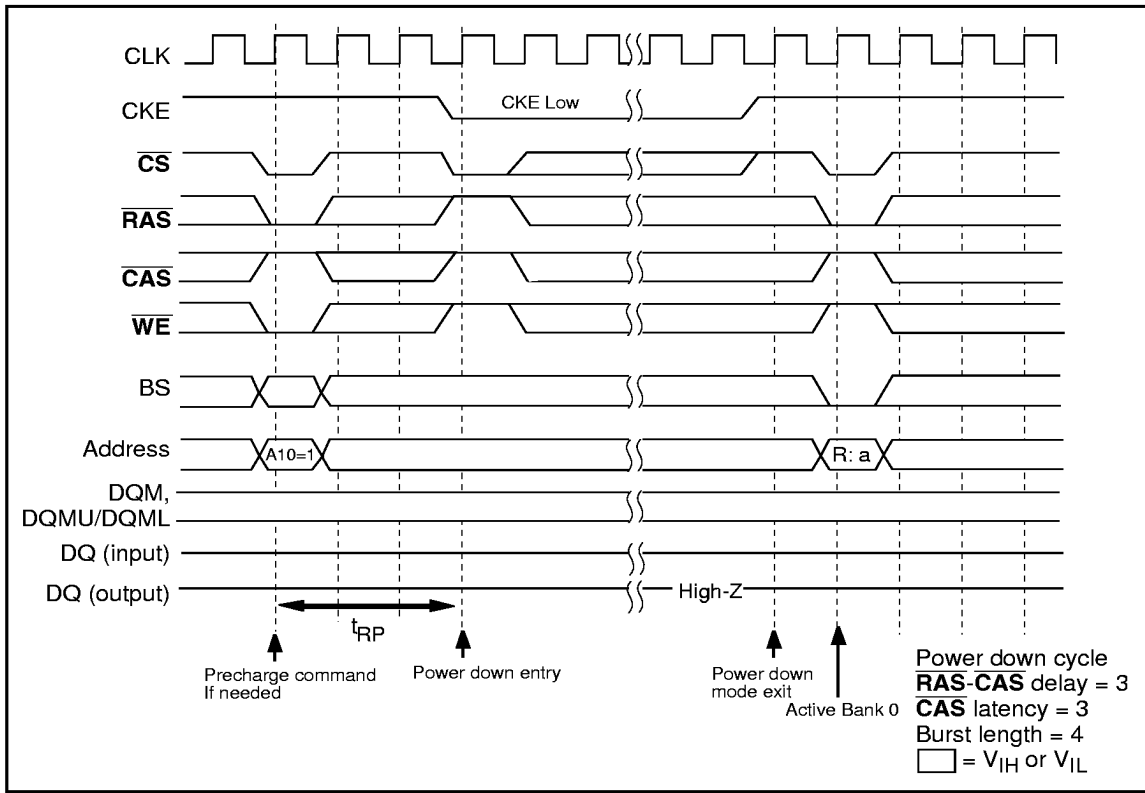 CLK
CKE
CKE Low
CS
RAS
CAS
WE
BS
Address
A10=1
R: a
DQM,
DQMU/DQML
DQ (input)
DQ (output)
High-Z
tRP
Precharge command
If needed
Power down entry
Power down
mode exit
Active Bank 0
Power down cycle
RAS-CAS delay = 3
CAS latency = 3
Burst length = 4
= VIH or VIL